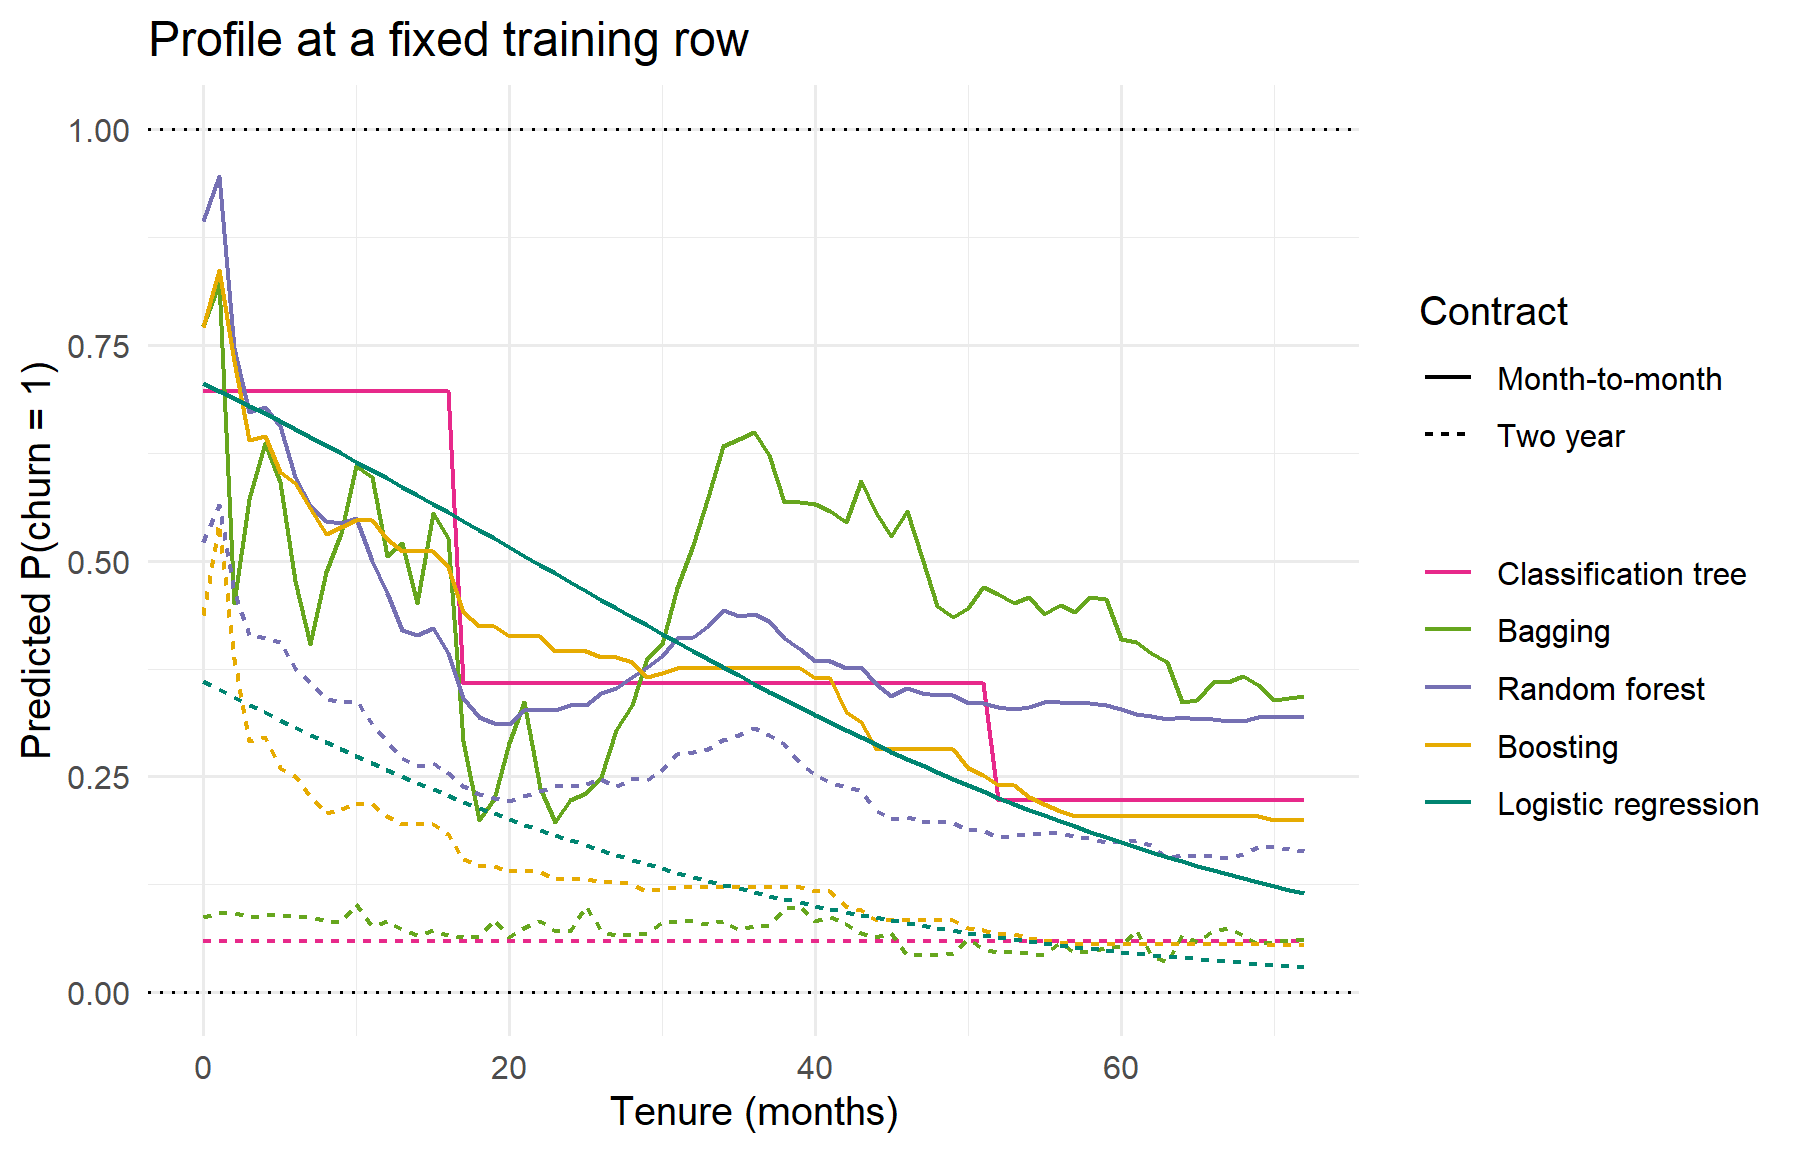 Profile at a fixed training row
Predicted P(churn = 1)
1.00
0.75
0.50
0.25
0.00
0
20
40
60
Tenure (months)
Contract
Month-to-month
Two year
Classification tree
Bagging
Random forest
Boosting
Logistic regression